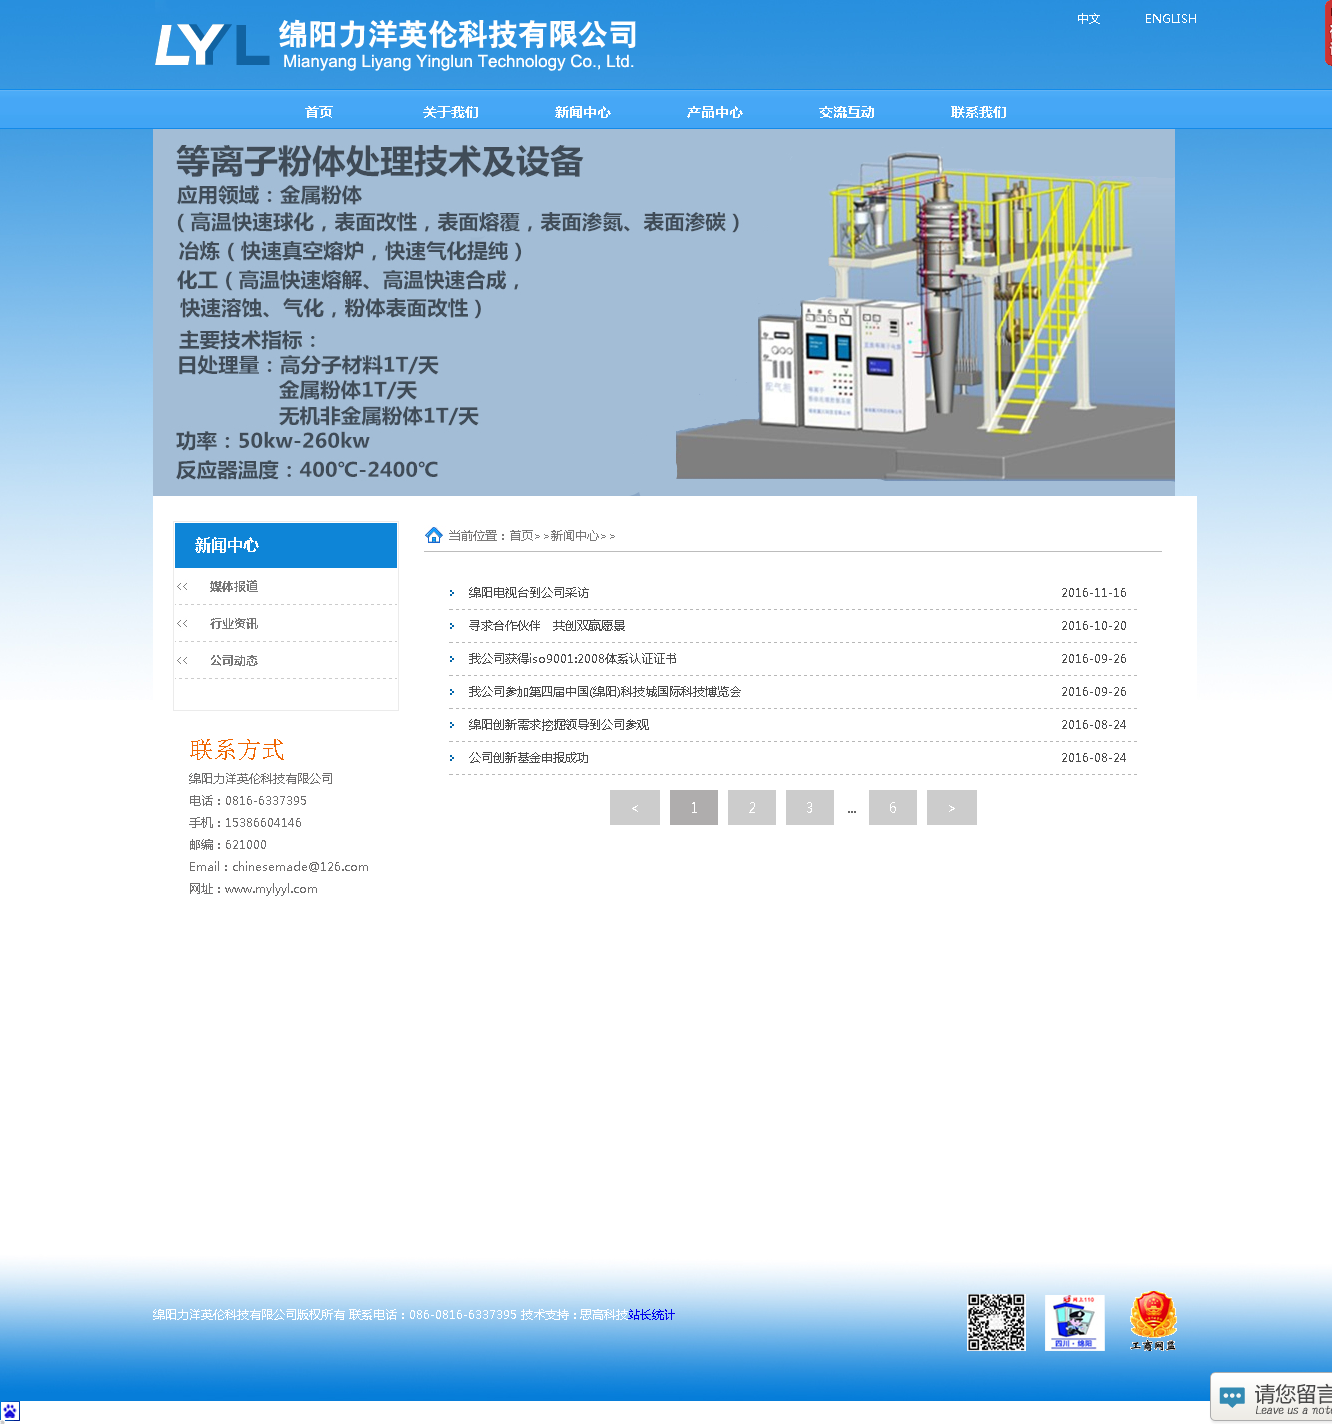 LYL 绵阳力洋英伦科技有限公司
Mianyang Liyang Yinglun Technology Co., Ltd.
中文 ENGLISH
首页 关于我们 新闻中心 产品中心 交流互动 联系我们
等离子粉体处理技术及设备
应用领域：金属粉体
（高温快速球化，表面改性，表面熔覆，表面渗氮、表面渗碳）
冶炼（快速真空熔炉，快速气化提纯）
化工（高温快速熔解、高温快速合成，
快速溶蚀、气化，粉体表面改性）
主要技术指标：
日处理量：高分子材料1T/天
金属粉体1T/天
无机非金属粉体1T/天
功率：50kw-260kw
反应器温度：400℃-2400℃
新闻中心
<< 媒体报道
<< 行业资讯
<< 公司动态
联系方式
绵阳力洋英伦科技有限公司
电话：0816-6337395
手机：15386604146
邮编：621000
Email：chinesemade@126.com
网址：www.mylyyl.com
当前位置：首页>>新闻中心>>
绵阳电视台到公司采访 2016-11-16
寻求合作伙伴　共创双赢愿景 2016-10-20
我公司获得iso9001:2008体系认证证书 2016-09-26
我公司参加第四届中国(绵阳)科技城国际科技博览会 2016-09-26
绵阳创新需求挖掘领导到公司参观 2016-08-24
公司创新基金申报成功 2016-08-24
< 1 2 3 ... 6 >
绵阳力洋英伦科技有限公司版权所有 联系电话：086-0816-6337395 技术支持：思高科技站长统计
网上110
四川·绵阳
工商网监
请您留言
Leave us a note